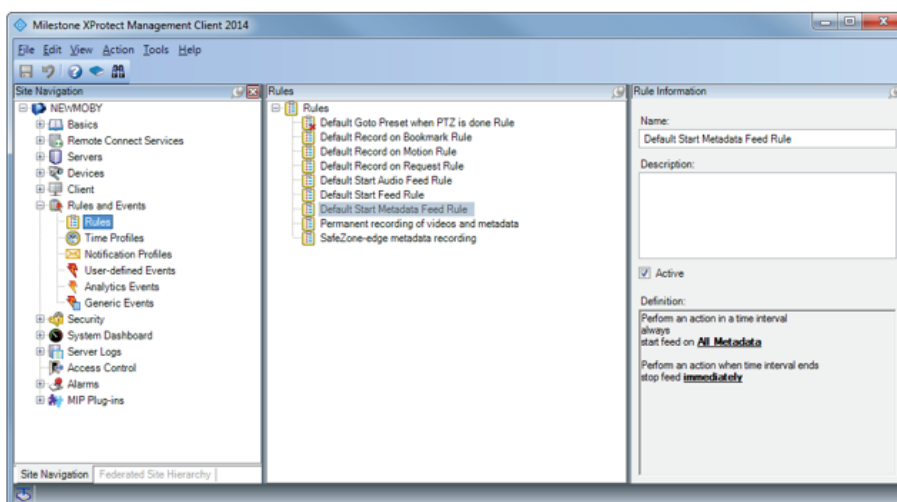 Milestone XProtect Management Client 2014
File Edit View Action Tools Help
Site Navigation
NEWMOBY
Basics
Remote Connect Services
Servers
Devices
Client
Rules and Events
Rules
Time Profiles
Notification Profiles
User-defined Events
Analytics Events
Generic Events
Security
System Dashboard
Server Logs
Access Control
Alarms
MIP Plug-ins
Site Navigation Federated Site Hierarchy
Rules
Rules
Default Goto Preset when PTZ is done Rule
Default Record on Bookmark Rule
Default Record on Motion Rule
Default Record on Request Rule
Default Start Audio Feed Rule
Default Start Feed Rule
Default Start Metadata Feed Rule
Permanent recording of videos and metadata
SafeZone-edge metadata recording
Rule Information
Name:
Default Start Metadata Feed Rule
Description:
Active
Definition:
Perform an action in a time interval
always
start feed on All Metadata
Perform an action when time interval ends
stop feed immediately